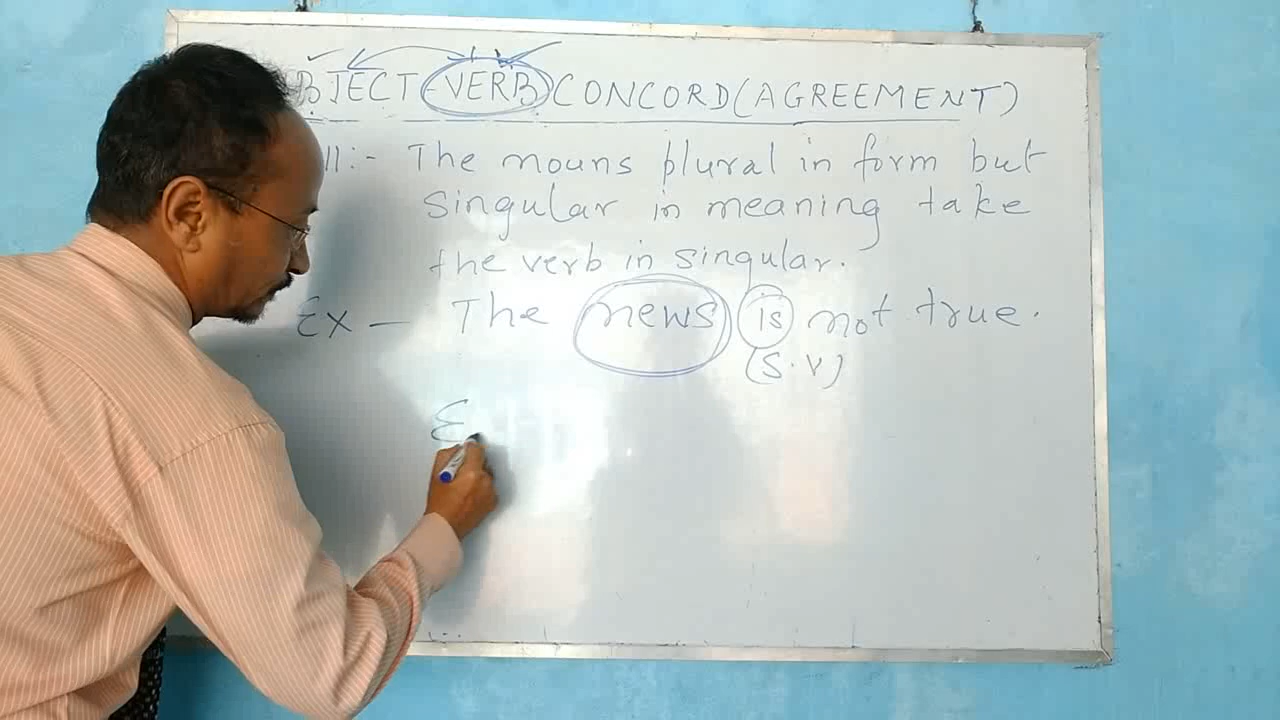 BJECT VERB CONCORD (AGREEMENT)
11:- The nouns plural in form but
singular in meaning take
the verb in singular.
Ex - The news is not true.
(S.V)
E